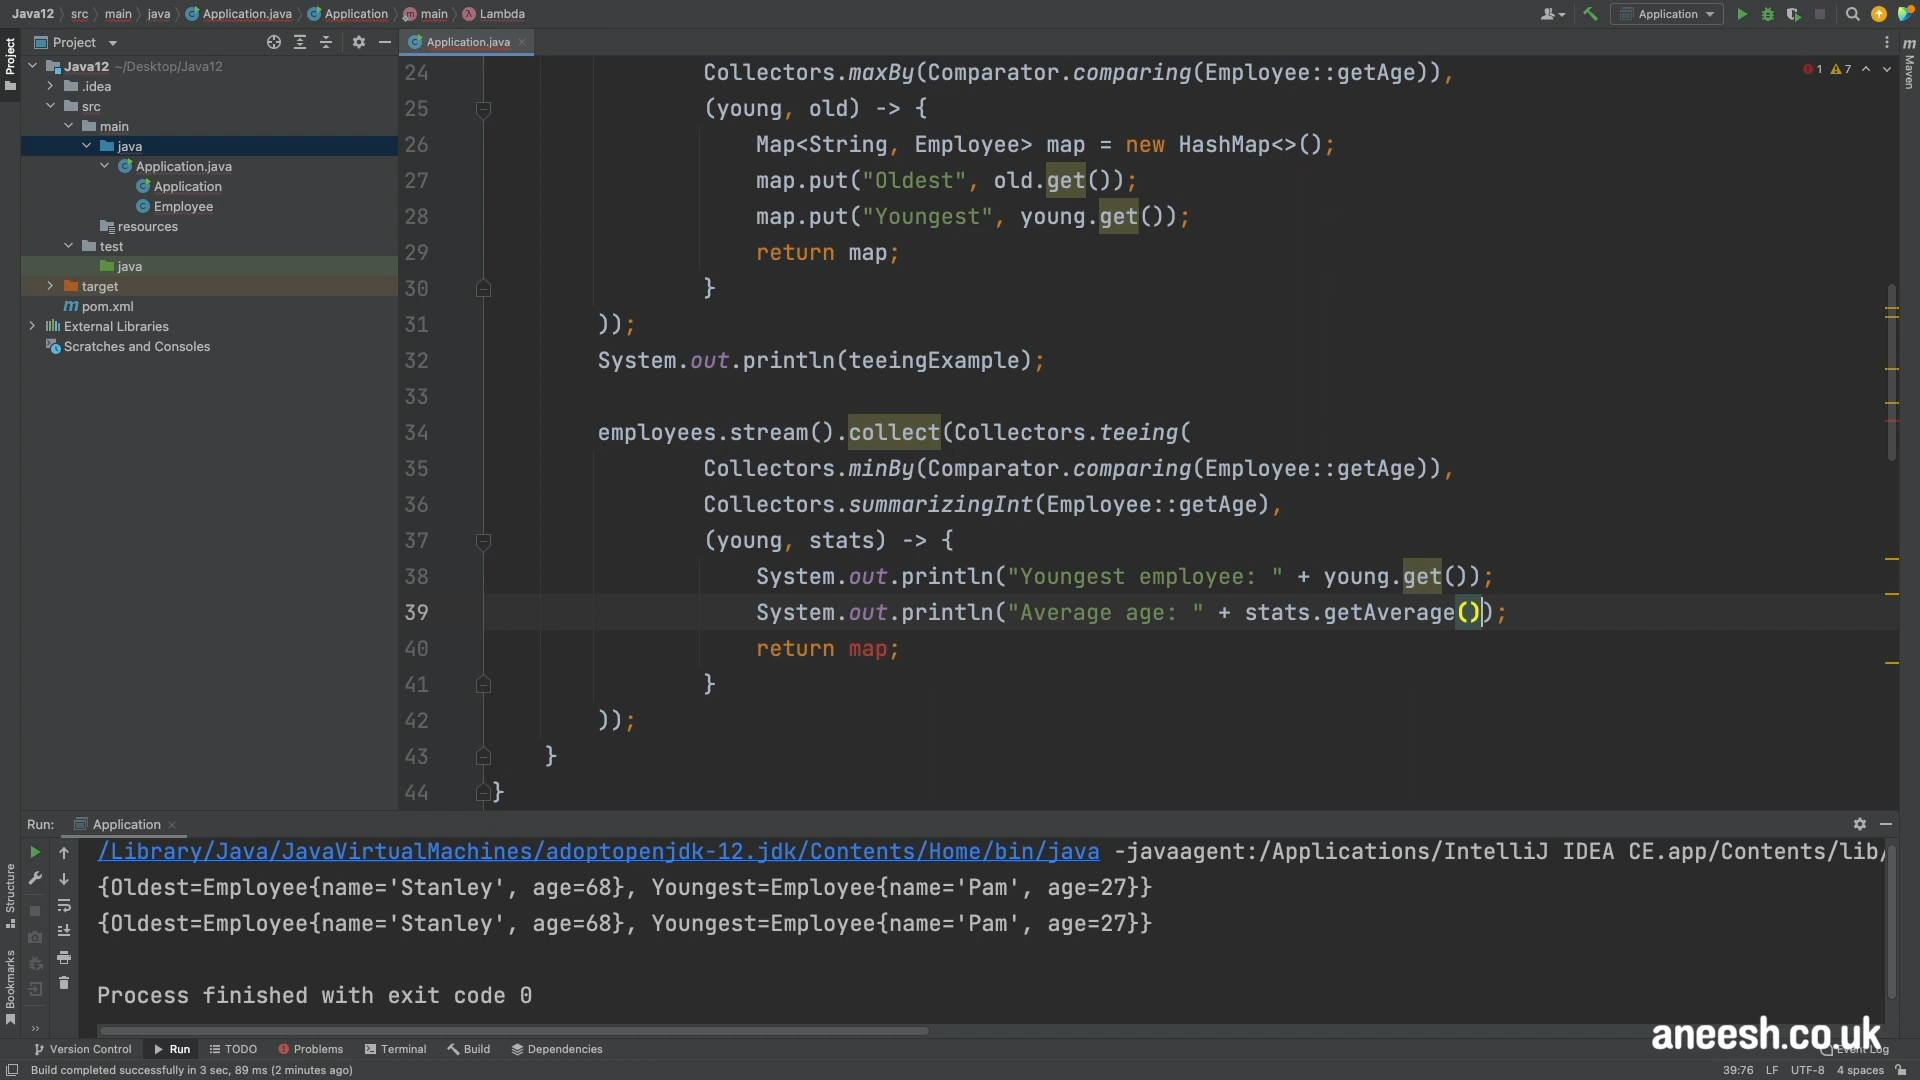 Java12 src main java Application.java Application main Lambda Application
Project
Application.java
Java12 ~/Desktop/Java12
.idea
src
main
java
Application.java
Application
Employee
resources
test
java
target
pom.xml
External Libraries
Scratches and Consoles
Project
Structure
Bookmarks
Maven
1 7
24 Collectors.maxBy(Comparator.comparing(Employee::getAge)),
25 (young, old) -> {
26 Map<String, Employee> map = new HashMap<>();
27 map.put("Oldest", old.get());
28 map.put("Youngest", young.get());
29 return map;
30 }
31 ));
32 System.out.println(teeingExample);
33
34 employees.stream().collect(Collectors.teeing(
35 Collectors.minBy(Comparator.comparing(Employee::getAge)),
36 Collectors.summarizingInt(Employee::getAge),
37 (young, stats) -> {
38 System.out.println("Youngest employee: " + young.get());
39 System.out.println("Average age: " + stats.getAverage());
40 return map;
41 }
42 ));
43 }
44 }
Run: Application
/Library/Java/JavaVirtualMachines/adoptopenjdk-12.jdk/Contents/Home/bin/java -javaagent:/Applications/IntelliJ IDEA CE.app/Contents/lib/
{Oldest=Employee{name='Stanley', age=68}, Youngest=Employee{name='Pam', age=27}}
{Oldest=Employee{name='Stanley', age=68}, Youngest=Employee{name='Pam', age=27}}
Process finished with exit code 0
aneesh.co.uk
Version Control Run TODO Problems Terminal Build Dependencies Event Log
Build completed successfully in 3 sec, 89 ms (2 minutes ago) 39:76 LF UTF-8 4 spaces